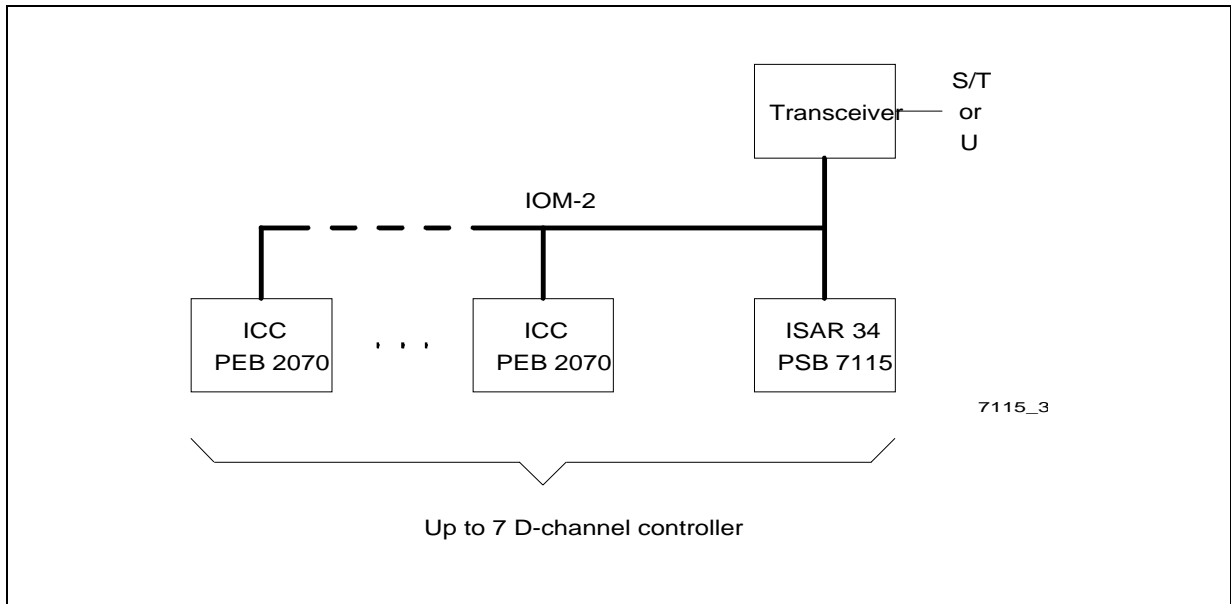 Transceiver
S/T
or
U
IOM-2
ICC
PEB 2070
. . .
ICC
PEB 2070
ISAR 34
PSB 7115
7115_3
Up to 7 D-channel controller